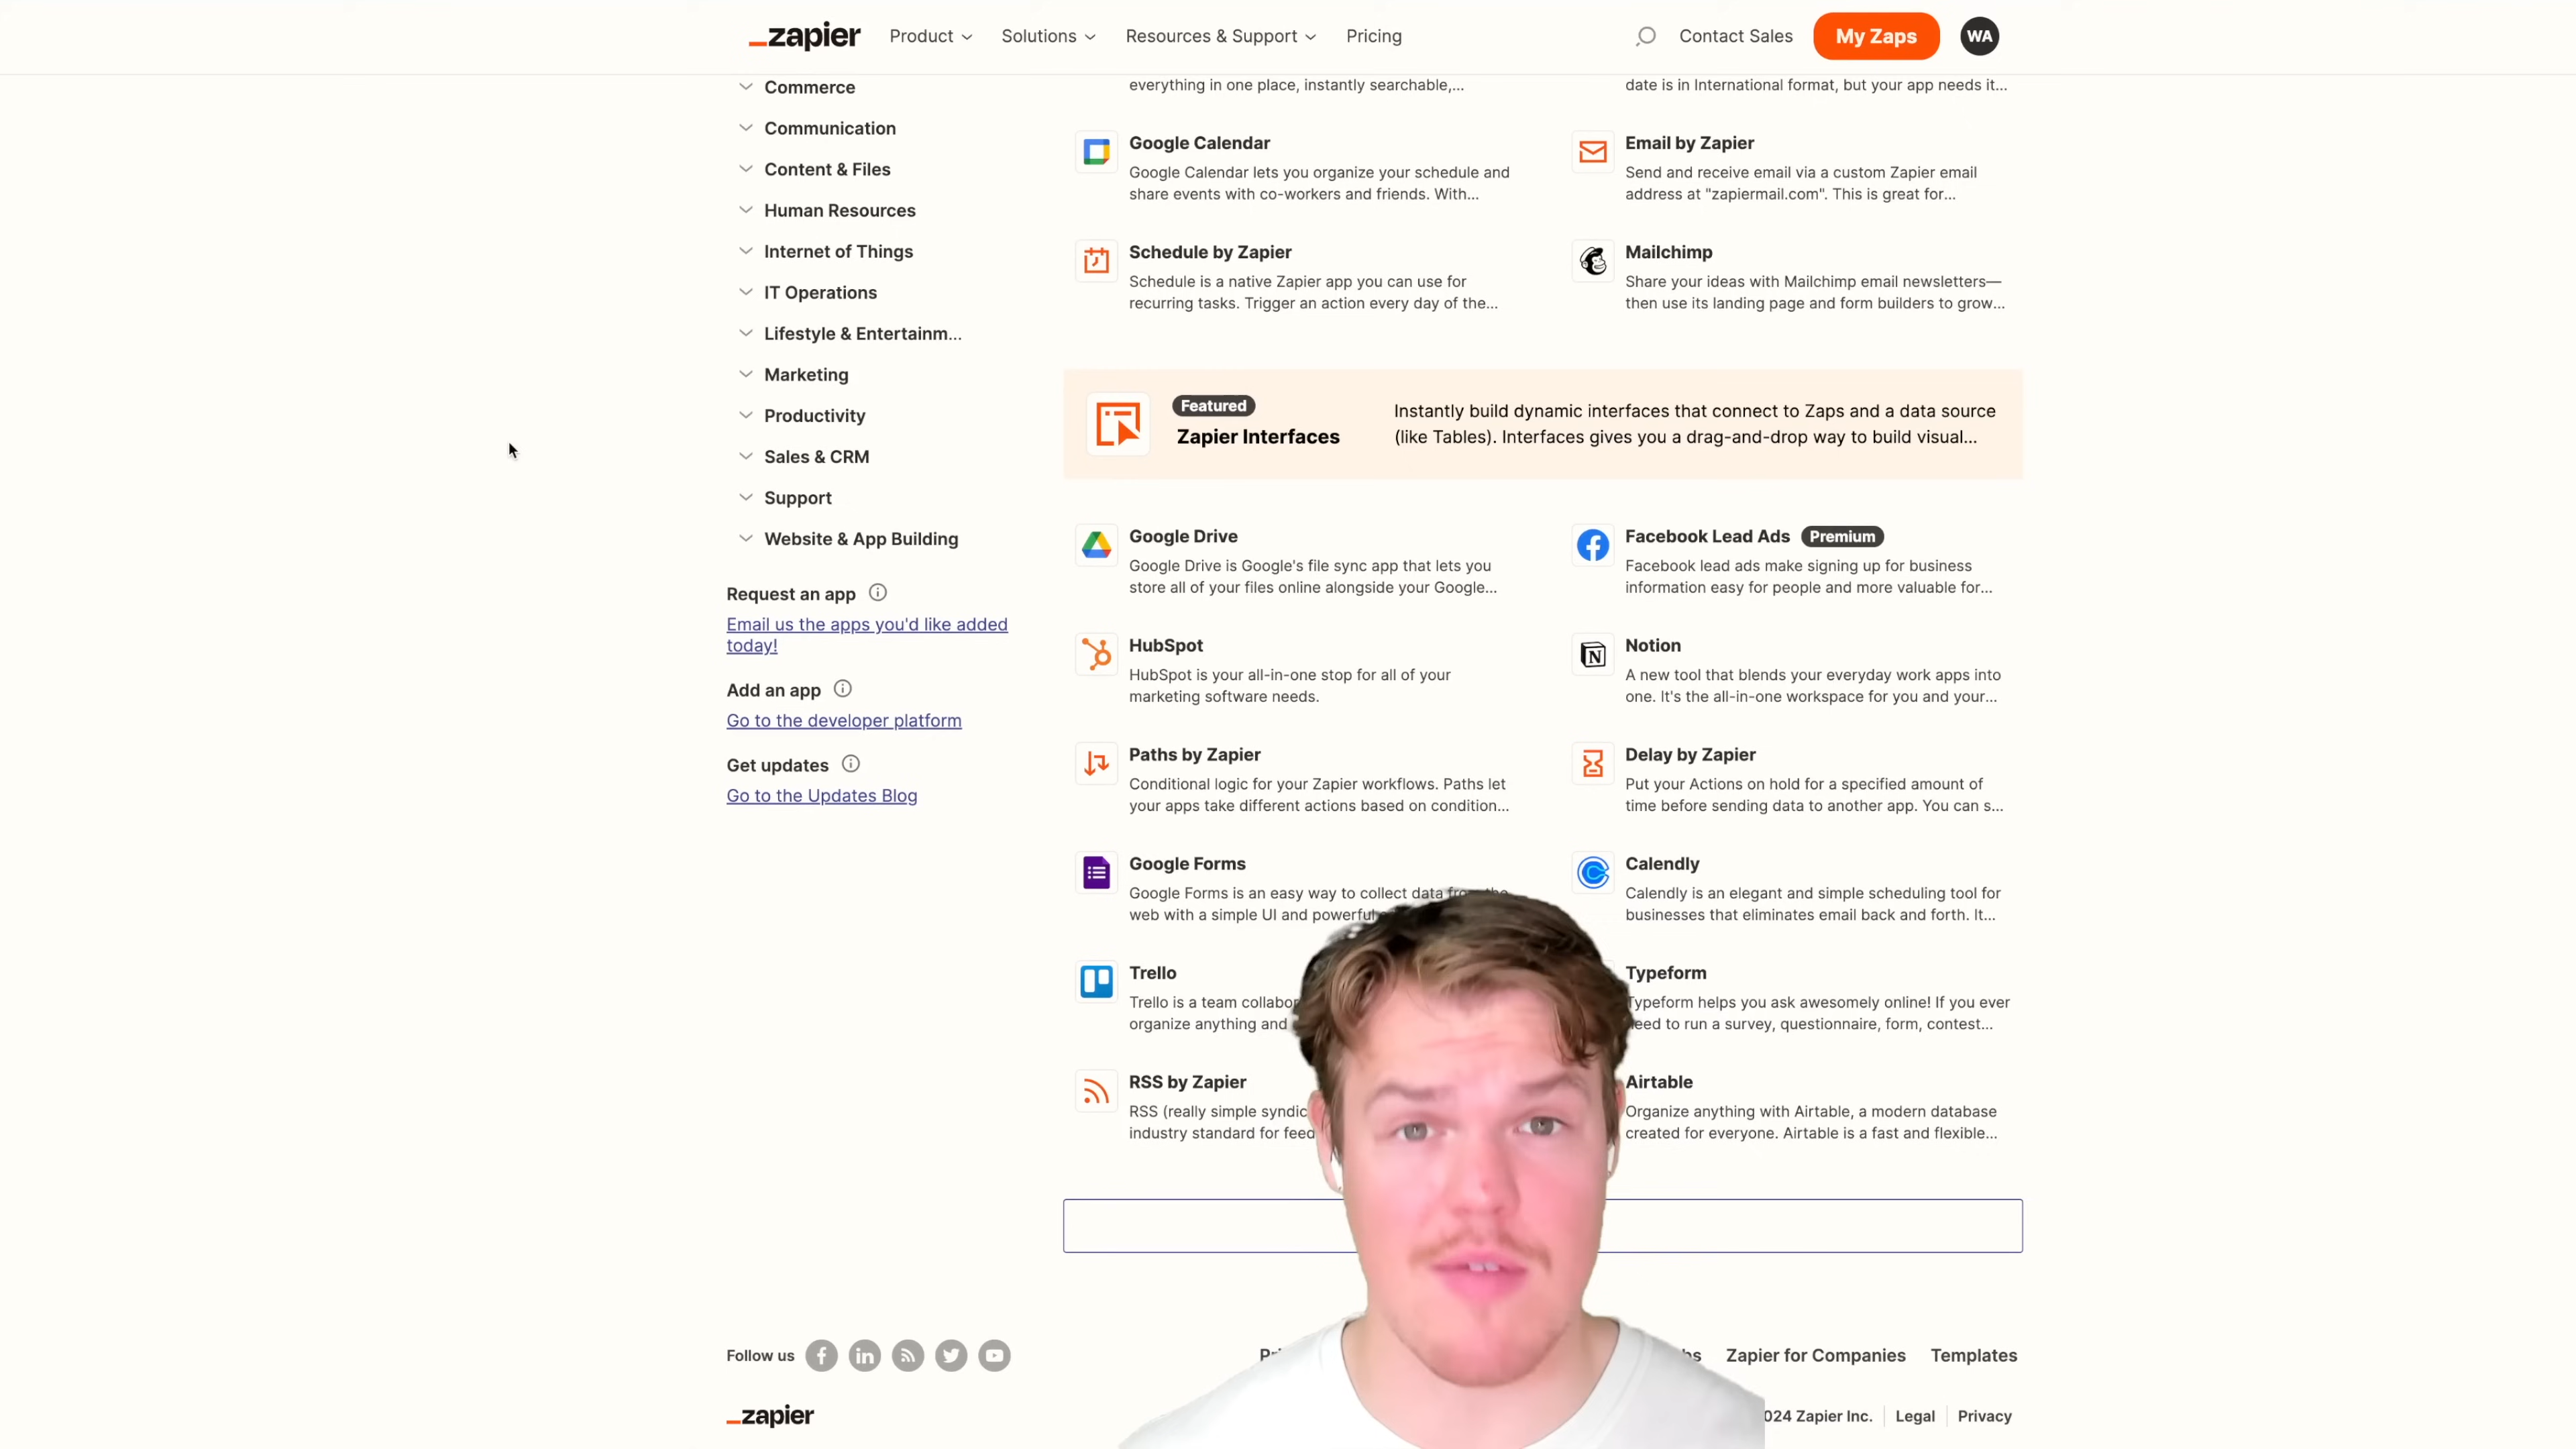 zapier
Product
Solutions
Resources & Support
Pricing
Contact Sales
My Zaps
WA
Commerce
Communication
Content & Files
Human Resources
Internet of Things
IT Operations
Lifestyle & Entertainm...
Marketing
Productivity
Sales & CRM
Support
Website & App Building
Request an app
Email us the apps you'd like added
today!
Add an app
Go to the developer platform
Get updates
Go to the Updates Blog
everything in one place, instantly searchable,...
date is in International format, but your app needs it...
Google Calendar
Google Calendar lets you organize your schedule and
share events with co-workers and friends. With...
Email by Zapier
Send and receive email via a custom Zapier email
address at "zapiermail.com". This is great for...
Schedule by Zapier
Schedule is a native Zapier app you can use for
recurring tasks. Trigger an action every day of the...
Mailchimp
Share your ideas with Mailchimp email newsletters—
then use its landing page and form builders to grow...
Featured
Zapier Interfaces
Instantly build dynamic interfaces that connect to Zaps and a data source
(like Tables). Interfaces gives you a drag-and-drop way to build visual...
Google Drive
Google Drive is Google's file sync app that lets you
store all of your files online alongside your Google...
Facebook Lead Ads Premium
Facebook lead ads make signing up for business
information easy for people and more valuable for...
HubSpot
HubSpot is your all-in-one stop for all of your
marketing software needs.
Notion
A new tool that blends your everyday work apps into
one. It's the all-in-one workspace for you and your...
Paths by Zapier
Conditional logic for your Zapier workflows. Paths let
your apps take different actions based on condition...
Delay by Zapier
Put your Actions on hold for a specified amount of
time before sending data to another app. You can s...
Google Forms
Google Forms is an easy way to collect data from the
web with a simple UI and powerful
Calendly
Calendly is an elegant and simple scheduling tool for
businesses that eliminates email back and forth. It...
Trello
Trello is a team collabor
organize anything and
Typeform
Typeform helps you ask awesomely online! If you ever
need to run a survey, questionnaire, form, contest...
RSS by Zapier
RSS (really simple syndic
industry standard for feed
Airtable
Organize anything with Airtable, a modern database
created for everyone. Airtable is a fast and flexible...
Follow us
Zapier for Companies
Templates
zapier
024 Zapier Inc.
Legal
Privacy